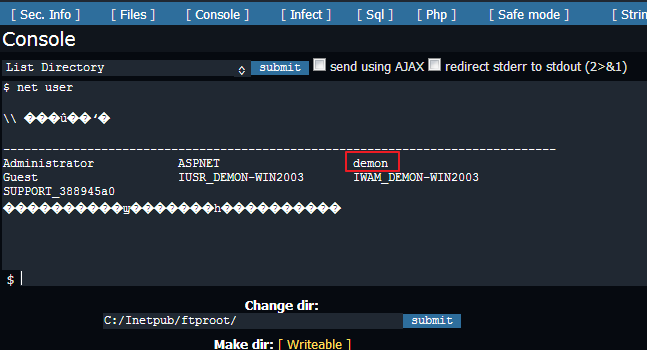 [ Sec. Info ] [ Files ] [ Console ] [ Infect ] [ Sql ] [ Php ] [ Safe mode ] [ Strin
Console
List Directory submit send using AJAX redirect stderr to stdout (2>&1)
$ net user
\\ ���û��ʻ�
-------------------------------------------------------------------------------
Administrator ASPNET demon
Guest IUSR_DEMON-WIN2003 IWAM_DEMON-WIN2003
SUPPORT_388945a0
$
Change dir:
C:/Inetpub/ftproot/ submit
Make dir: [ Writeable ]